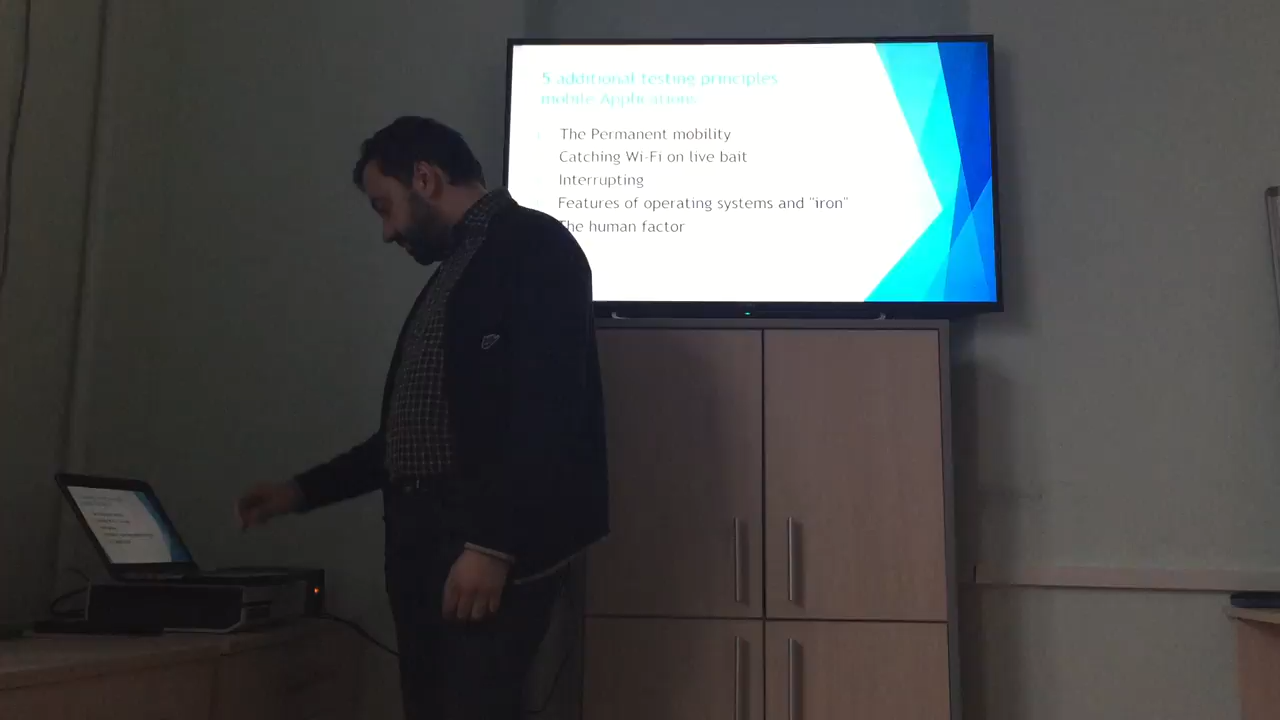 5 additional testing principles
mobile Applications
The Permanent mobility
Catching Wi-Fi on live bait
Interrupting
Features of operating systems and "iron"
The human factor